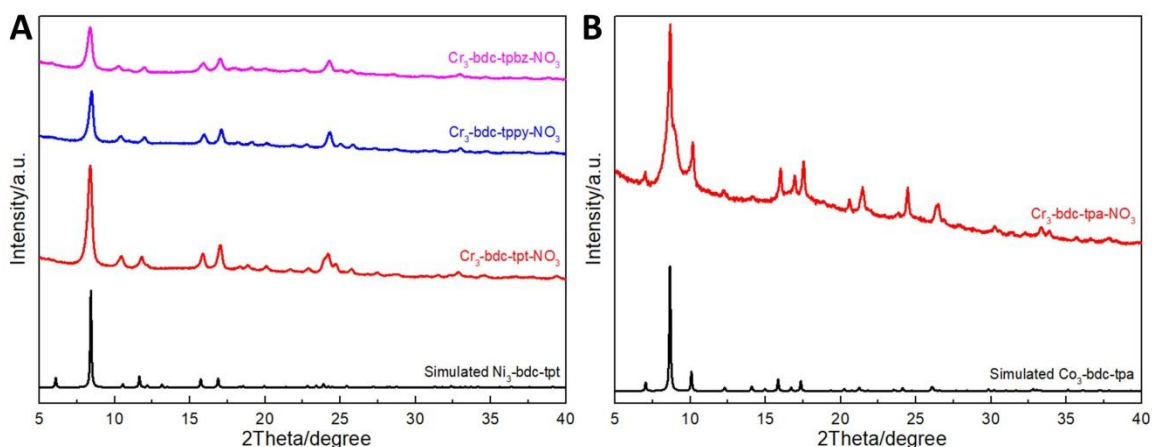 A
Intensity/a.u.
Cr₃-bdc-tpbz-NO₃
Cr₃-bdc-tppy-NO₃
Cr₃-bdc-tpt-NO₃
Simulated Ni₃-bdc-tpt
5 10 15 20 25 30 35 40
2Theta/degree
B
Intensity/a.u.
Cr₃-bdc-tpa-NO₃
Simulated Co₃-bdc-tpa
5 10 15 20 25 30 35 40
2Theta/degree